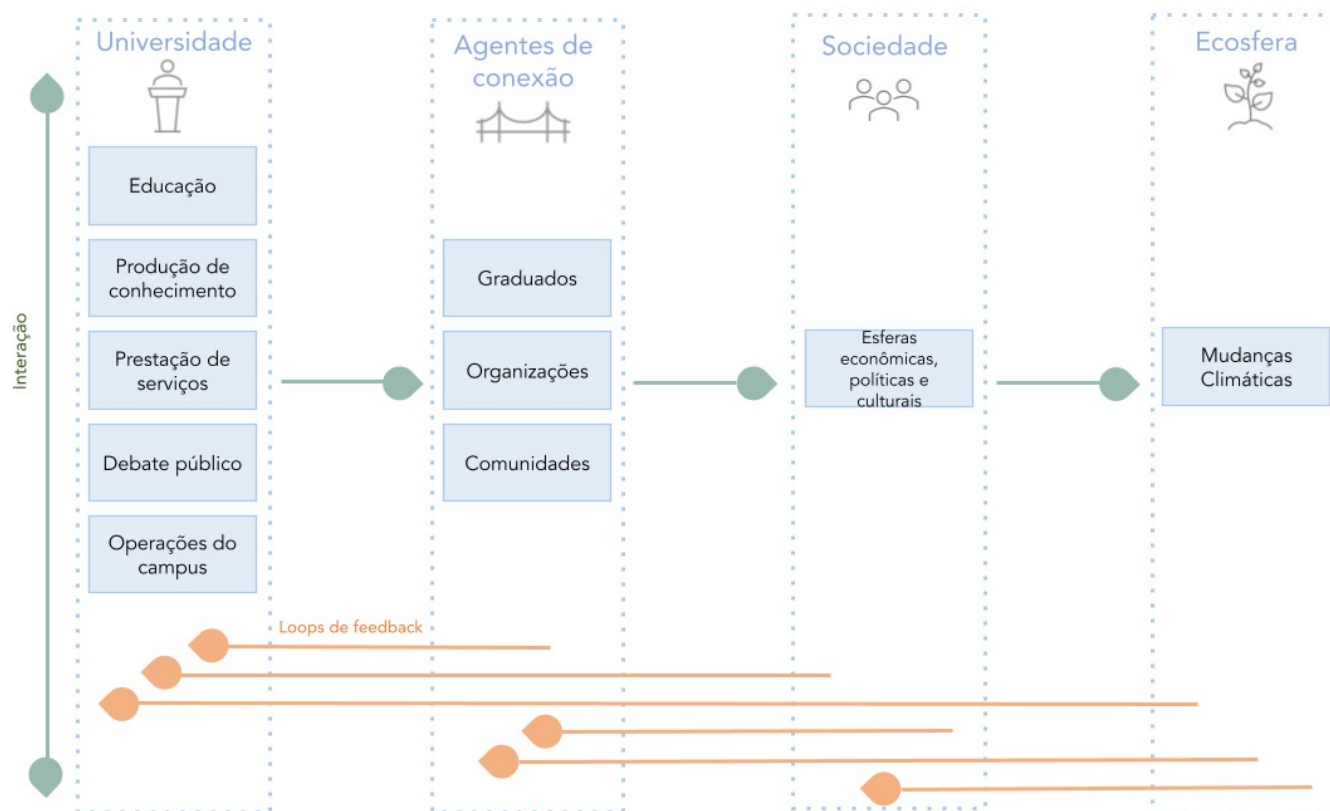 Universidade
Agentes de
conexão
Sociedade
Ecosfera
Interação
Educação
Produção de
conhecimento
Prestação de
serviços
Debate público
Operações do
campus
Graduados
Organizações
Comunidades
Esferas
econômicas,
políticas e
culturais
Mudanças
Climáticas
Loops de feedback